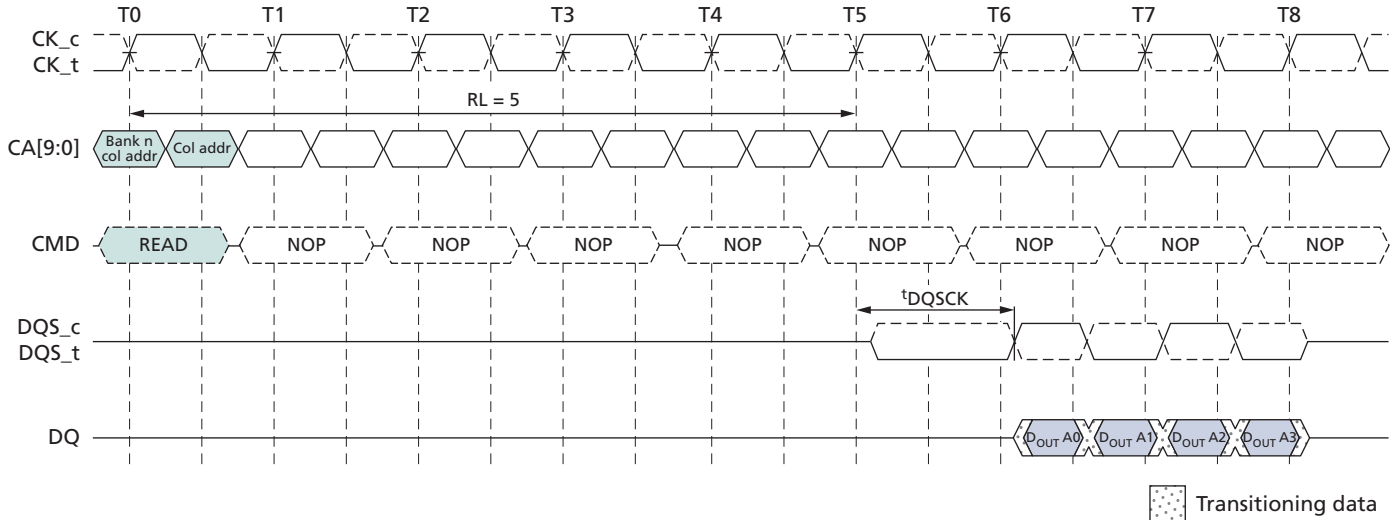 T0 T1 T2 T3 T4 T5 T6 T7 T8
CK_c
CK_t
RL = 5
CA[9:0]
Bank n
col addr
Col addr
CMD
READ NOP NOP NOP NOP NOP NOP NOP NOP
tDQSCK
DQS_c
DQS_t
DQ
DOUT A0 DOUT A1 DOUT A2 DOUT A3
Transitioning data